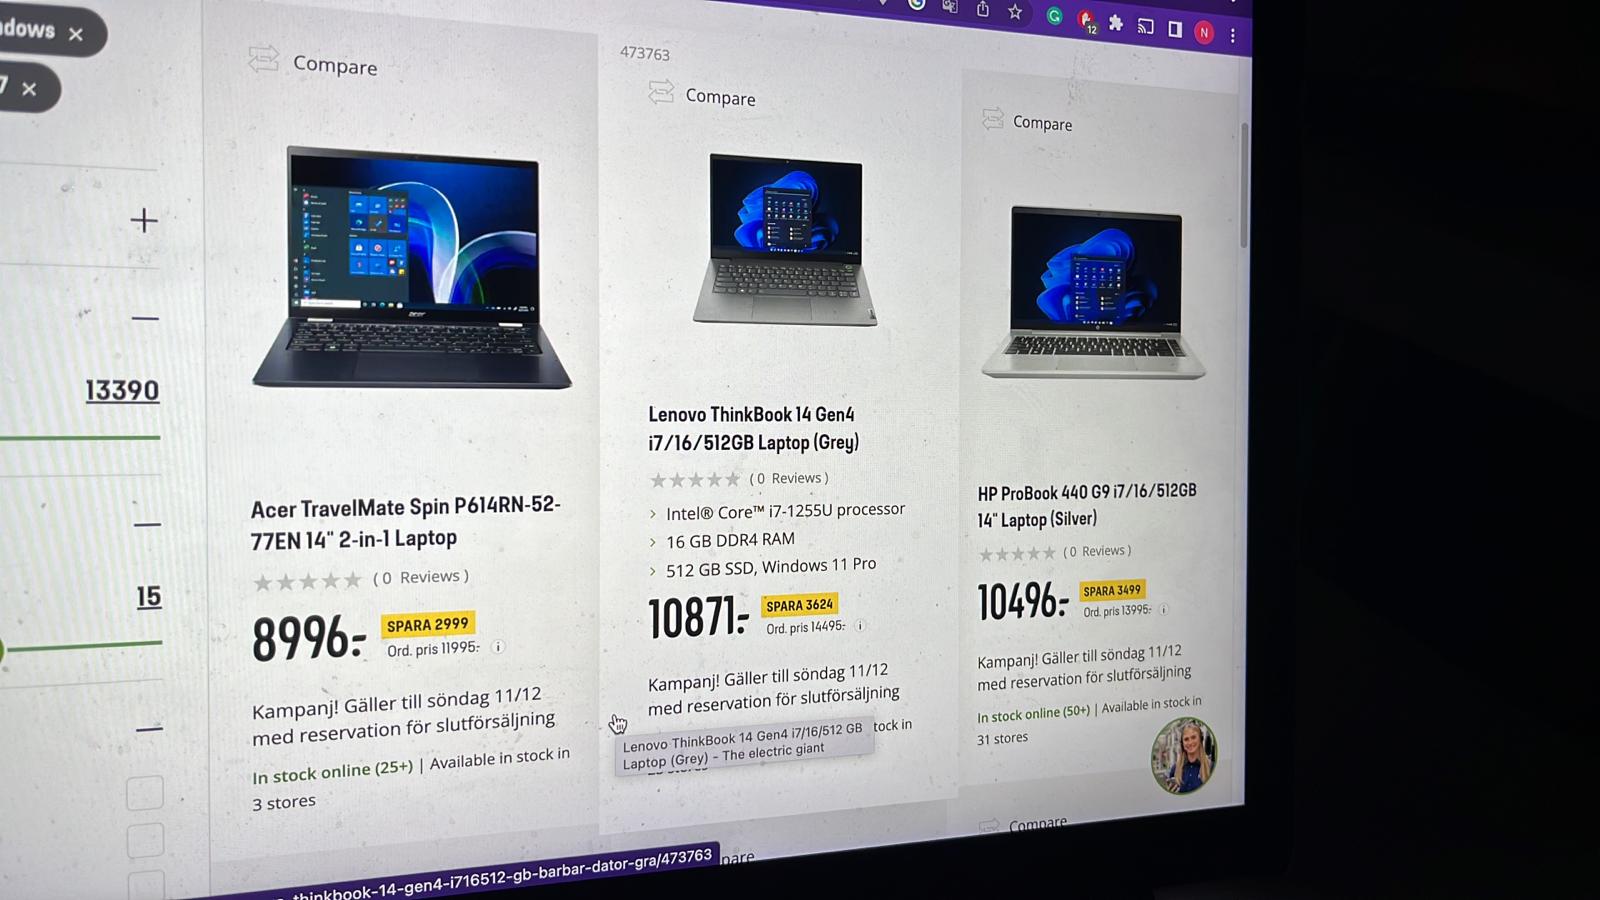 dows ×
7 ×
13390
15
Compare
acer
Acer TravelMate Spin P614RN-52-
77EN 14" 2-in-1 Laptop
( 0 Reviews )
8996:-
SPARA 2999
Ord. pris 11995:-
Kampanj! Gäller till söndag 11/12
med reservation för slutförsäljning
In stock online (25+) | Available in stock in
3 stores
473763
Compare
Lenovo ThinkBook 14 Gen4
i7/16/512GB Laptop (Grey)
( 0 Reviews )
> Intel® Core™ i7-1255U processor
> 16 GB DDR4 RAM
> 512 GB SSD, Windows 11 Pro
10871:-
SPARA 3624
Ord. pris 14495:-
Kampanj! Gäller till söndag 11/12
med reservation för slutförsäljning
tock in
Lenovo ThinkBook 14 Gen4 i7/16/512 GB
Laptop (Grey) - The electric giant
12
N
Compare
HP ProBook 440 G9 i7/16/512GB
14" Laptop (Silver)
( 0 Reviews )
10496:-
SPARA 3499
Ord. pris 13995:-
Kampanj! Gäller till söndag 11/12
med reservation för slutförsäljning
In stock online (50+) | Available in stock in
31 stores
Compare
pare
thinkbook-14-gen4-i716512-gb-barbar-dator-gra/473763